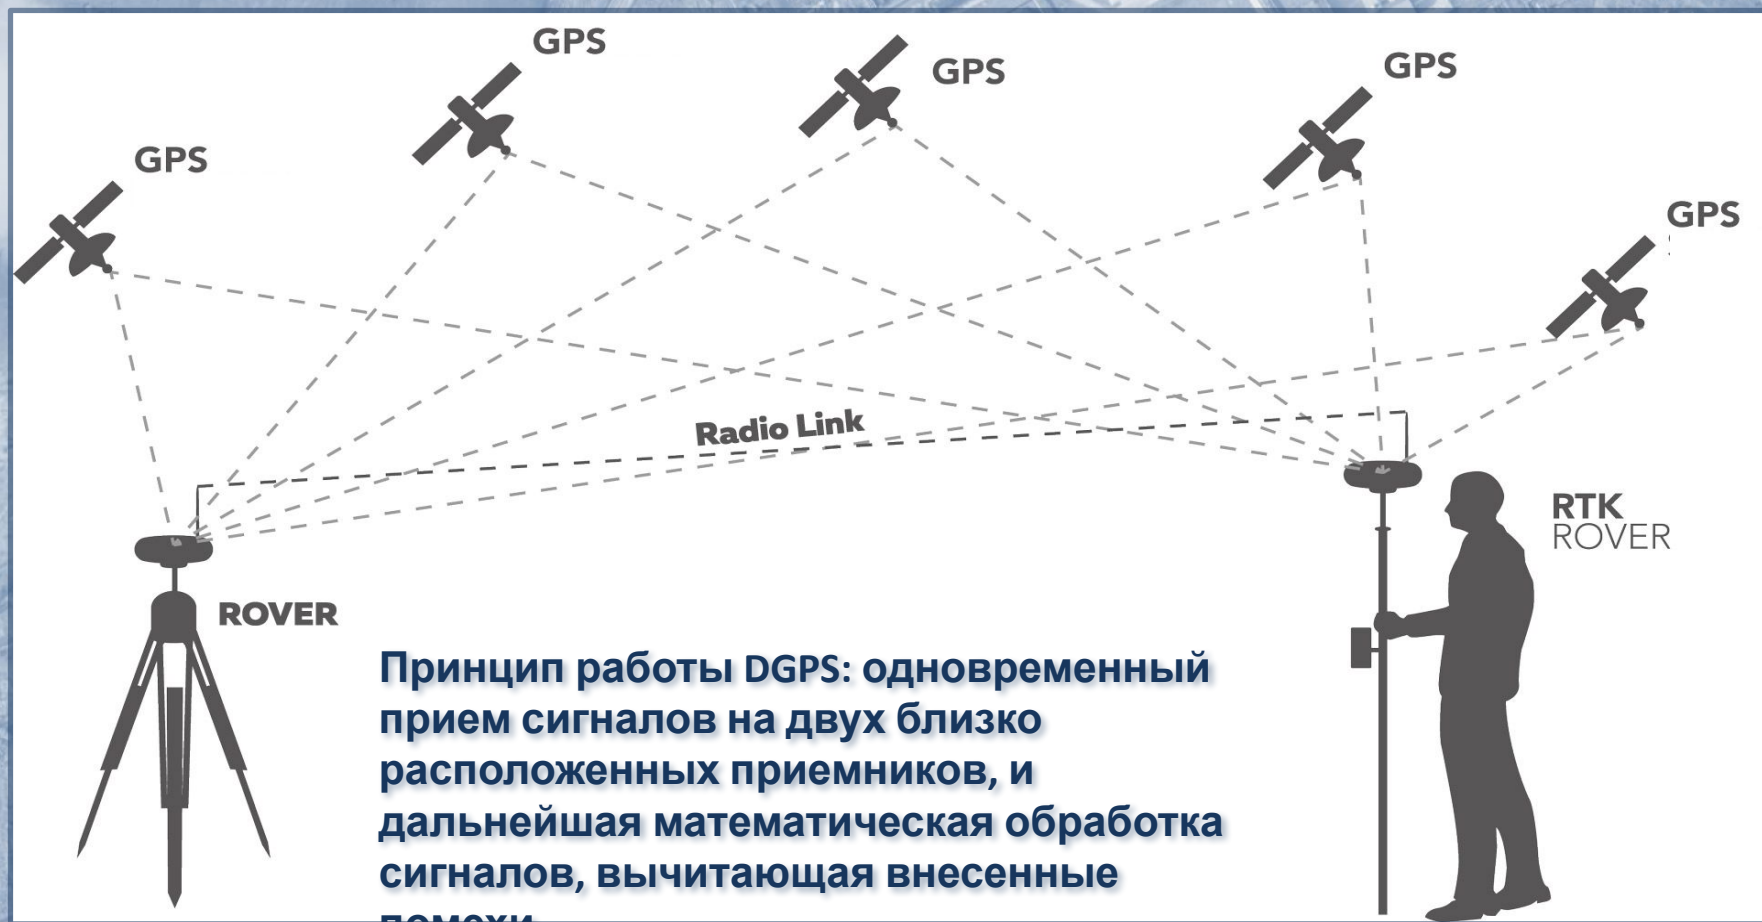 GPS
GPS
GPS
GPS
GPS
Radio Link
ROVER
RTK
ROVER
Принцип работы DGPS: одновременный
прием сигналов на двух близко
расположенных приемников, и
дальнейшая математическая обработка
сигналов, вычитающая внесенные
помехи